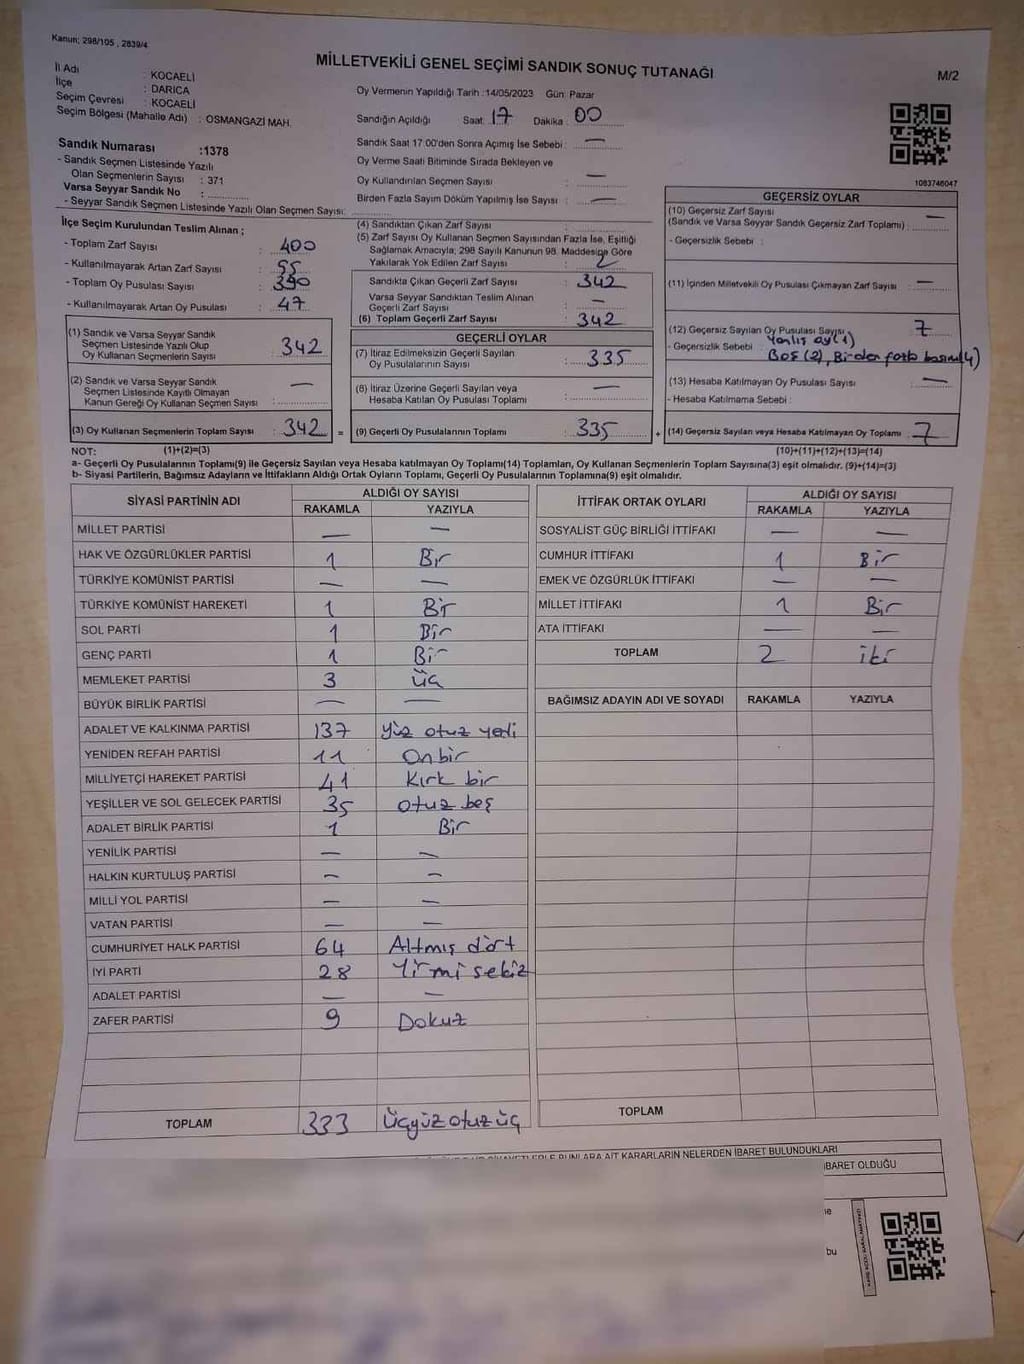 Kanun; 298/105 , 2839/4
MİLLETVEKİLİ GENEL SEÇİMİ SANDIK SONUÇ TUTANAĞI
M/2
İl Adı : KOCAELİ
İlçe : DARICA
Seçim Çevresi : KOCAELİ
Seçim Bölgesi (Mahalle Adı) : OSMANGAZİ MAH.
Oy Vermenin Yapıldığı Tarih :14/05/2023 Gün: Pazar
Sandığın Açıldığı Saat: 17 Dakika : 00
Sandık Numarası :1378
- Sandık Seçmen Listesinde Yazılı
Olan Seçmenlerin Sayısı : 371
Varsa Seyyar Sandık No :
- Seyyar Sandık Seçmen Listesinde Yazılı Olan Seçmen Sayısı:
Sandık Saat 17:00'den Sonra Açımış İse Sebebi : —
Oy Verme Saati Bitiminde Sırada Bekleyen ve
Oy Kullandırılan Seçmen Sayısı : —
Birden Fazla Sayım Döküm Yapılmış İse Sayısı : —
1083746047
İlçe Seçim Kurulundan Teslim Alınan ;
- Toplam Zarf Sayısı : 400
- Kullanılmayarak Artan Zarf Sayısı : 55
- Toplam Oy Pusulası Sayısı : 390
- Kullanılmayarak Artan Oy Pusulası : 47
(1) Sandık ve Varsa Seyyar Sandık
Seçmen Listesinde Yazılı Olup
Oy Kullanan Seçmenlerin Sayısı : 342
(2) Sandık ve Varsa Seyyar Sandık
Seçmen Listesinde Kayıtlı Olmayan
Kanun Gereği Oy Kullanan Seçmen Sayısı : —
(3) Oy Kullanan Seçmenlerin Toplam Sayısı : 342 =
(4) Sandıktan Çıkan Zarf Sayısı :
(5) Zarf Sayısı Oy Kullanan Seçmen Sayısından Fazla İse, Eşitliği
Sağlamak Amacıyla; 298 Sayılı Kanunun 98. Maddesine Göre
Yakılarak Yok Edilen Zarf Sayısı : 2
Sandıkta Çıkan Geçerli Zarf Sayısı : 342
Varsa Seyyar Sandıktan Teslim Alınan
Geçerli Zarf Sayısı : —
(6) Toplam Geçerli Zarf Sayısı : 342
GEÇERLİ OYLAR
(7) İtiraz Edilmeksizin Geçerli Sayılan
Oy Pusulalarının Sayısı : 335
(8) İtiraz Üzerine Geçerli Sayılan veya
Hesaba Katılan Oy Pusulası Toplamı : —
(9) Geçerli Oy Pusulalarının Toplamı : 335 +
GEÇERSİZ OYLAR
(10) Geçersiz Zarf Sayısı
(Sandık ve Varsa Seyyar Sandık Geçersiz Zarf Toplamı) : —
- Geçersizlik Sebebi :
(11) İçinden Milletvekili Oy Pusulası Çıkmayan Zarf Sayısı : —
(12) Geçersiz Sayılan Oy Pusulası Sayısı : 7
- Geçersizlik Sebebi : Yanlış oy(1)
Boş (2), Birden fazla basım(4)
(13) Hesaba Katılmayan Oy Pusulası Sayısı : —
- Hesaba Katılmama Sebebi :
(14) Geçersiz Sayılan veya Hesaba Katılmayan Oy Toplamı : 7
NOT: (1)+(2)=(3) (10)+(11)+(12)+(13)=(14)
a- Geçerli Oy Pusulalarının Toplamı(9) ile Geçersiz Sayılan veya Hesaba katılmayan Oy Toplamı(14) Toplamları, Oy Kullanan Seçmenlerin Toplam Sayısına(3) eşit olmalıdır. (9)+(14)=(3)
b- Siyasi Partilerin, Bağımsız Adayların ve İttifakların Aldığı Ortak Oyların Toplamı, Geçerli Oy Pusulalarının Toplamına(9) eşit olmalıdır.
SİYASİ PARTİNİN ADI ALDIĞI OY SAYISI
RAKAMLA YAZIYLA
MİLLET PARTİSİ — —
HAK VE ÖZGÜRLÜKLER PARTİSİ 1 Bir
TÜRKİYE KOMÜNİST PARTİSİ — —
TÜRKİYE KOMÜNİST HAREKETİ 1 Bir
SOL PARTİ 1 Bir
GENÇ PARTİ 1 Bir
MEMLEKET PARTİSİ 3 üç
BÜYÜK BİRLİK PARTİSİ — —
ADALET VE KALKINMA PARTİSİ 137 Yüz otuz yedi
YENİDEN REFAH PARTİSİ 11 Onbir
MİLLİYETÇİ HAREKET PARTİSİ 41 Kırk bir
YEŞİLLER VE SOL GELECEK PARTİSİ 35 otuz beş
ADALET BİRLİK PARTİSİ 1 Bir
YENİLİK PARTİSİ — —
HALKIN KURTULUŞ PARTİSİ — —
MİLLİ YOL PARTİSİ — —
VATAN PARTİSİ — —
CUMHURİYET HALK PARTİSİ 64 Altmış dört
İYİ PARTİ 28 Yirmi sekiz
ADALET PARTİSİ — —
ZAFER PARTİSİ 9 Dokuz
TOPLAM 333 Üçyüz otuz üç
İTTİFAK ORTAK OYLARI ALDIĞI OY SAYISI
RAKAMLA YAZIYLA
SOSYALİST GÜÇ BİRLİĞİ İTTİFAKI — —
CUMHUR İTTİFAKI 1 Bir
EMEK VE ÖZGÜRLÜK İTTİFAKI — —
MİLLET İTTİFAKI 1 Bir
ATA İTTİFAKI — —
TOPLAM 2 iki
BAĞIMSIZ ADAYIN ADI VE SOYADI RAKAMLA YAZIYLA
TOPLAM
BUNLARA AİT KARARLARIN NELERDEN İBARET BULUNDUKLARI
İBARET OLDUĞU
bu